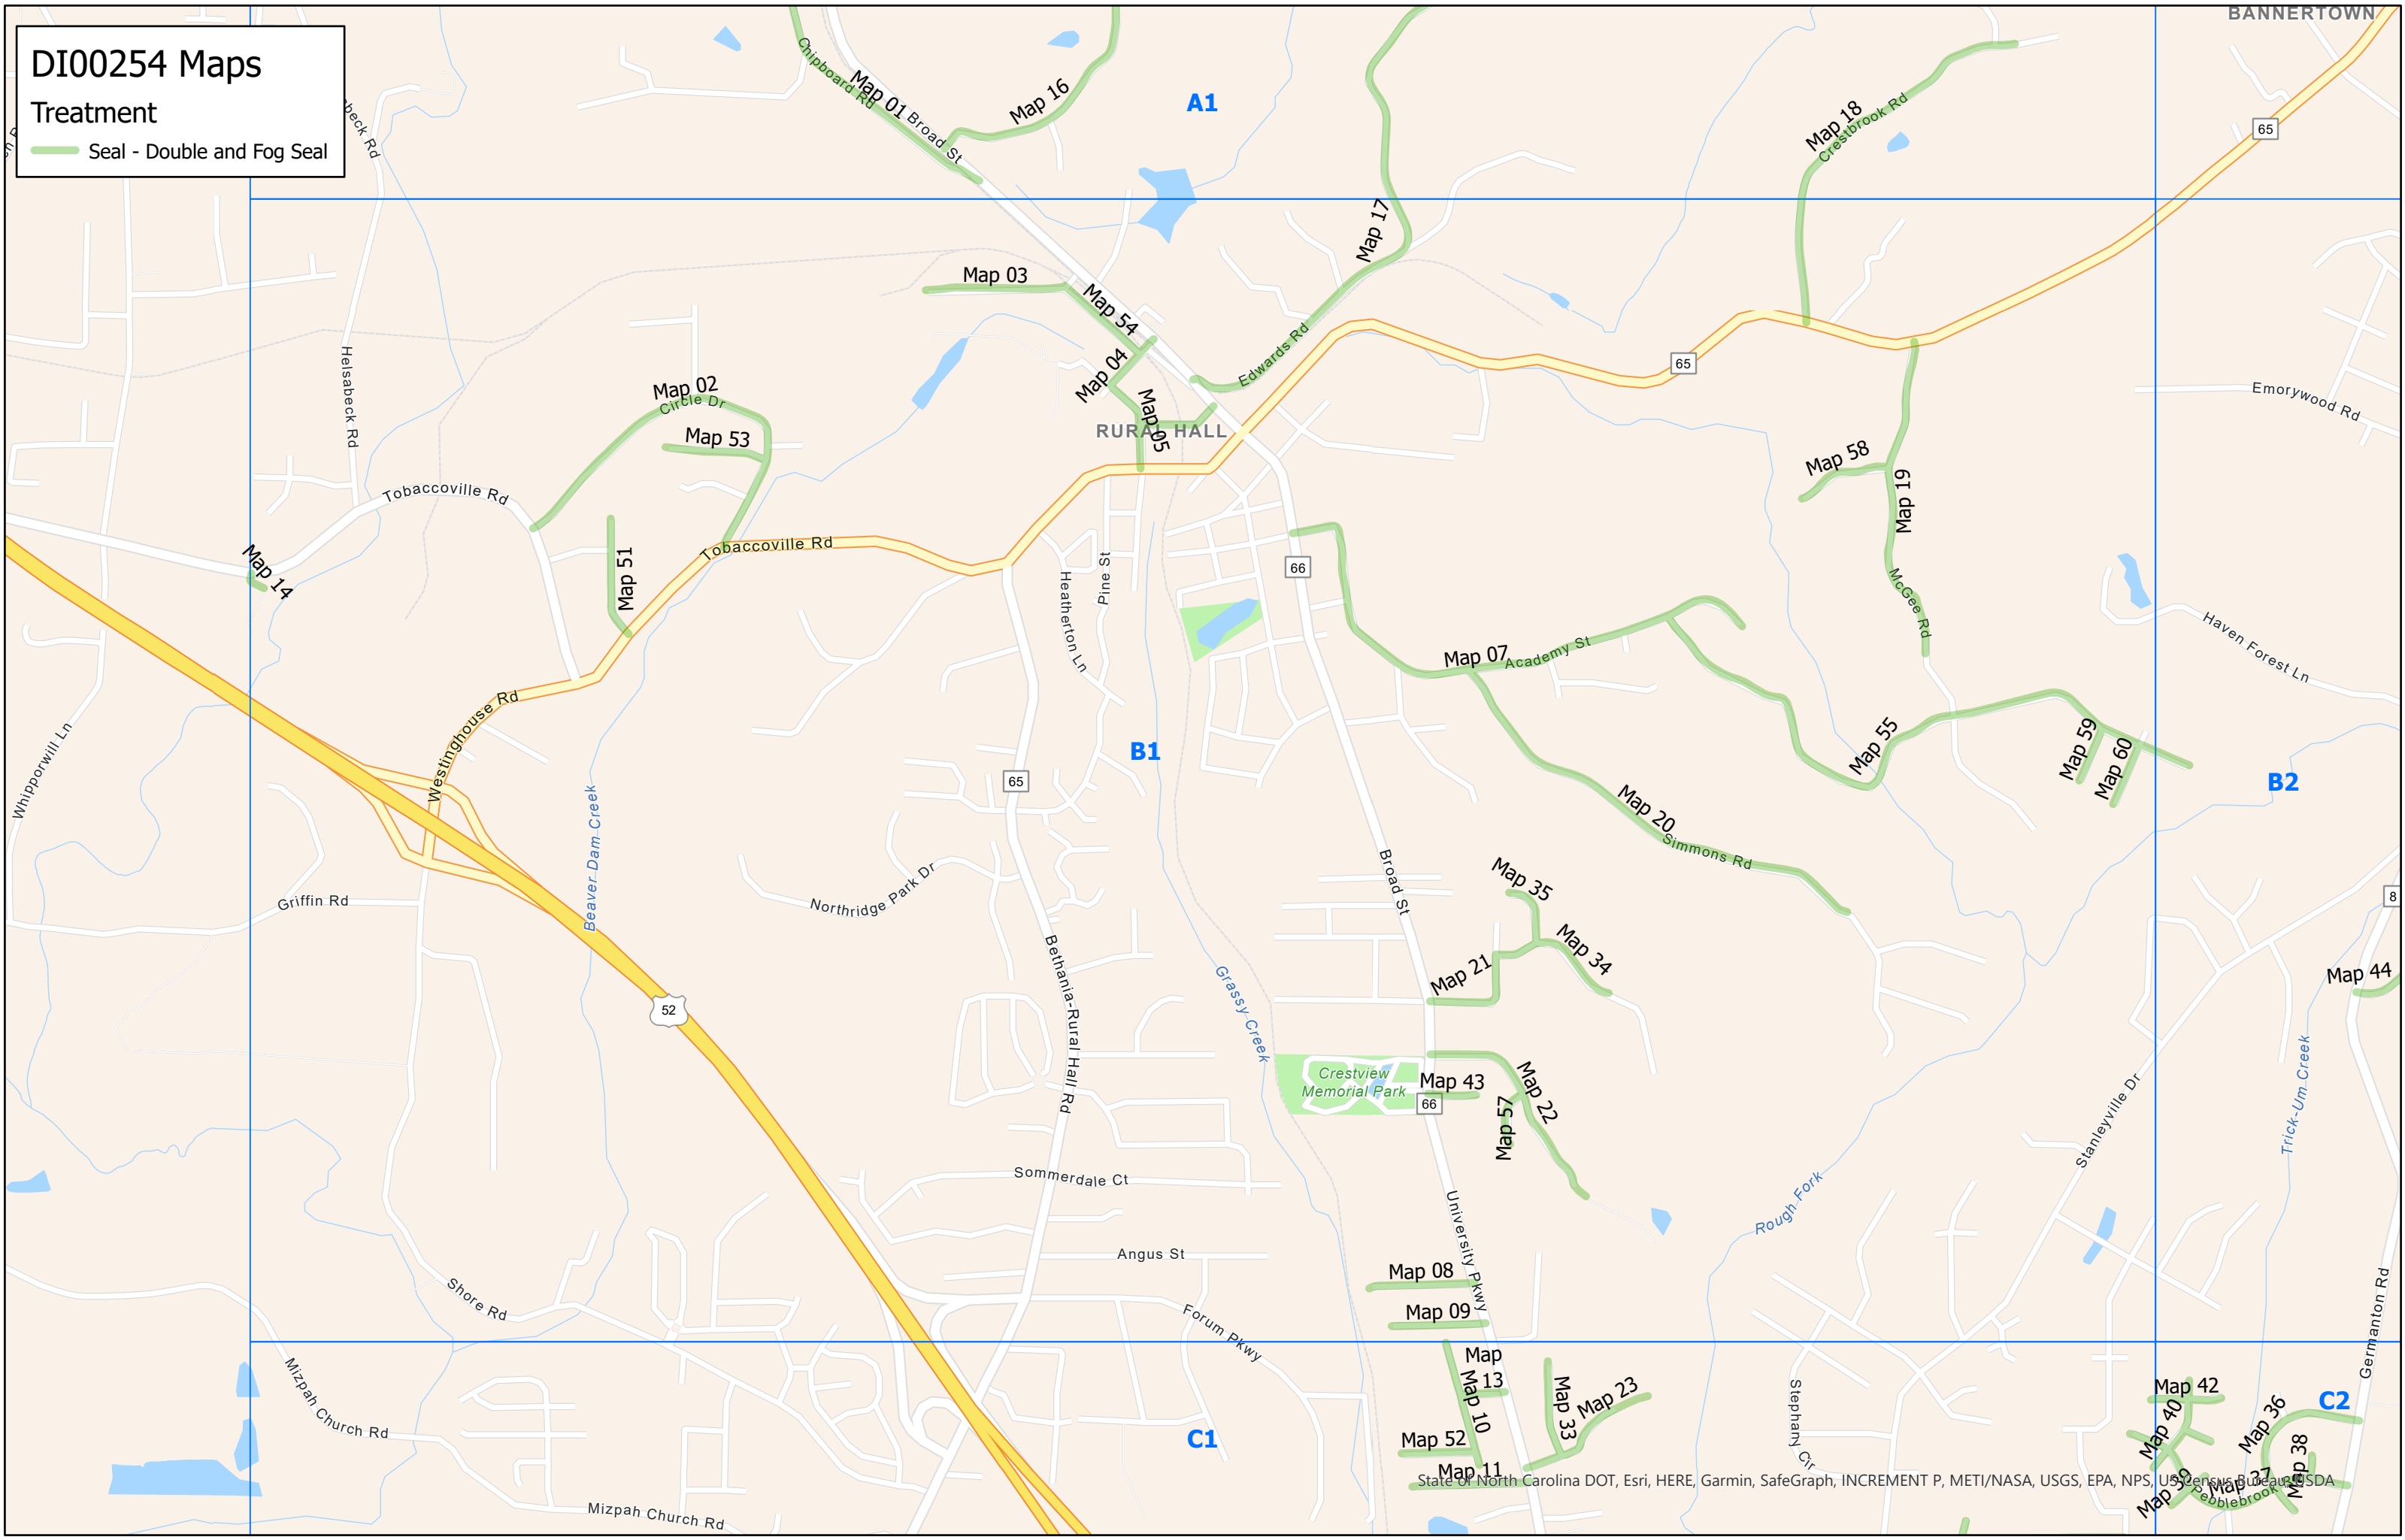 BANNERTOWN
DI00254 Maps
Treatment
Seal - Double and Fog Seal
Chipboard Rd
Map 01
Broad St
Map 16
A1
Map 18
Crestbrook Rd
65
Map 17
Map 03
Map 54
Map 04
Edwards Rd
65
Helsabeck Rd
Map 02
Circle Dr
Map 53
Map 05
RURAL HALL
Emorywood Rd
Map 58
Map 19
Tobaccoville Rd
Tobaccoville Rd
Map 14
Map 51
Heatherton Ln
Pine St
66
McGee Rd
Haven Forest Ln
Map 07
Academy St
Westinghouse Rd
Whipporwill Ln
B1
65
Map 55
Map 59
Map 60
B2
Beaver Dam Creek
Map 20
Simmons Rd
Griffin Rd
Northridge Park Dr
Broad St
Map 35
8
Map 34
Map 21
Map 44
Bethania-Rural Hall Rd
Grassy Creek
52
Crestview
Memorial Park
Map 43
66
Map 22
Map 57
Stanleyville Dr
Trick-Um Creek
Sommerdale Ct
Rough Fork
University Pkwy
Angus St
Map 08
Shore Rd
Map 09
Forum Pkwy
Germanton Rd
Mizpah Church Rd
Map
13
Map 10
Map 33
Map 23
Stephany Cir
Map 42
C2
Map 40
Map 36
C1
Map 52
Map 38
Map 11
State of North Carolina DOT, Esri, HERE, Garmin, SafeGraph, INCREMENT P, METI/NASA, USGS, EPA, NPS, US Census Bureau, USDA
Map 39
Map 37
Pebblebrook
Mizpah Church Rd